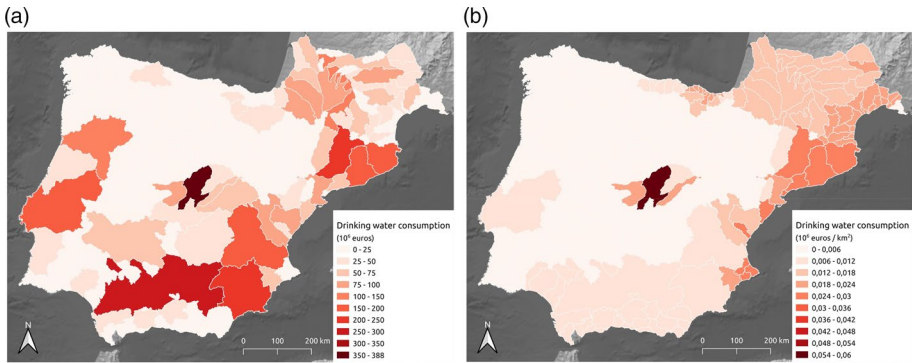 (a)
(b)
Drinking water consumption
(10⁶ euros)
0 - 25
25 - 50
50 - 75
75 - 100
100 - 150
150 - 200
200 - 250
250 - 300
300 - 350
350 - 388
N
0 100 200 km
Drinking water consumption
(10⁶ euros / km²)
0 - 0,006
0,006 - 0,012
0,012 - 0,018
0,018 - 0,024
0,024 - 0,03
0,03 - 0,036
0,036 - 0,042
0,042 - 0,048
0,048 - 0,054
0,054 - 0,06
N
0 100 200 km